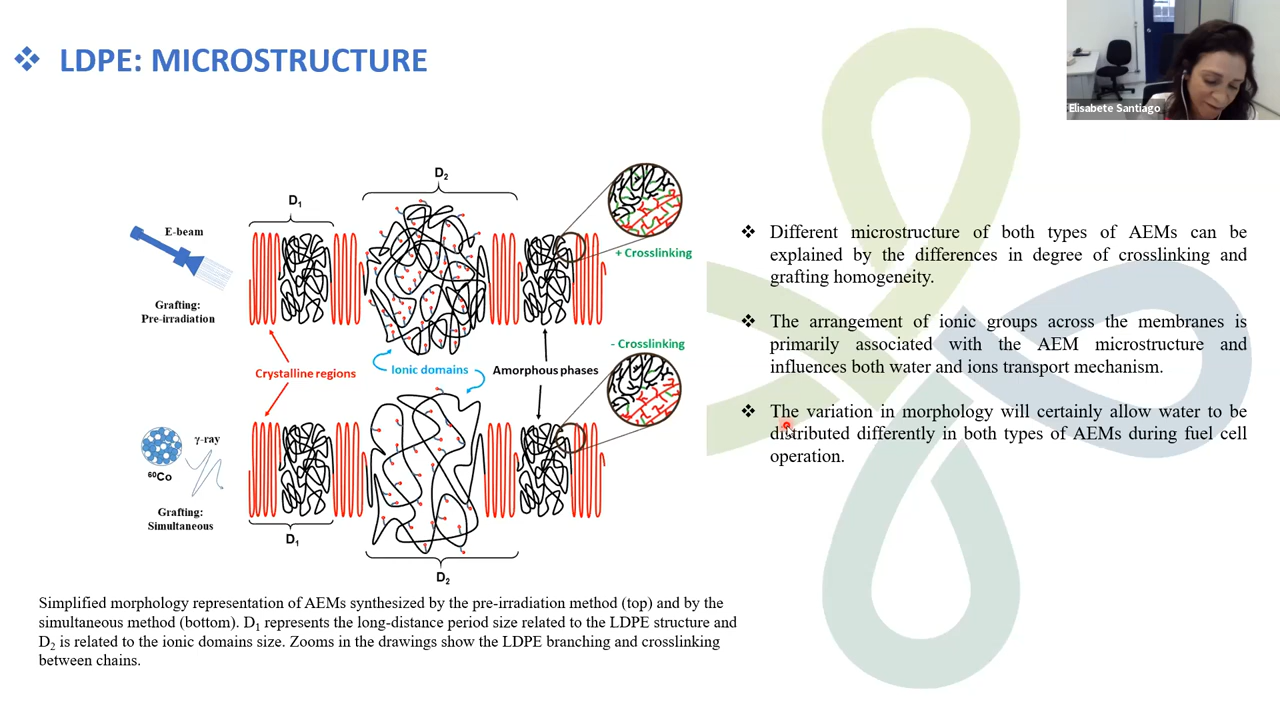 Elisabete Santiago
❖ LDPE: MICROSTRUCTURE
D₂
D₁
E-beam
+ Crosslinking
Grafting:
Pre-irradiation
- Crosslinking
Crystalline regions
Ionic domains
Amorphous phases
γ-ray
⁶⁰Co
Grafting:
Simultaneous
D₁
D₂
❖ Different microstructure of both types of AEMs can be
explained by the differences in degree of crosslinking and
grafting homogeneity.
❖ The arrangement of ionic groups across the membranes is
primarily associated with the AEM microstructure and
influences both water and ions transport mechanism.
❖ The variation in morphology will certainly allow water to be
distributed differently in both types of AEMs during fuel cell
operation.
Simplified morphology representation of AEMs synthesized by the pre-irradiation method (top) and by the
simultaneous method (bottom). D₁ represents the long-distance period size related to the LDPE structure and
D₂ is related to the ionic domains size. Zooms in the drawings show the LDPE branching and crosslinking
between chains.